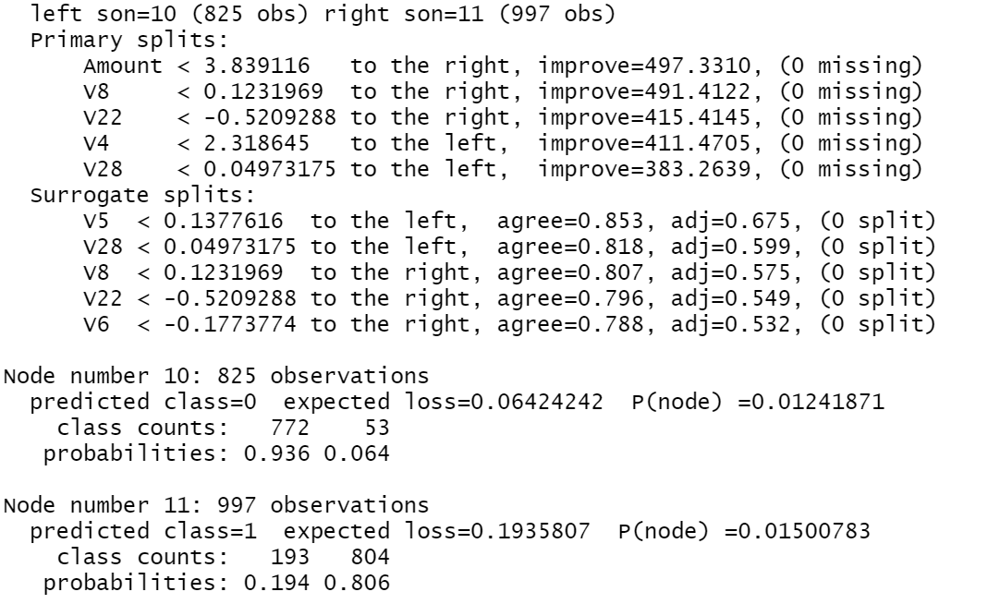 left son=10 (825 obs) right son=11 (997 obs)
Primary splits:
Amount < 3.839116   to the right, improve=497.3310, (0 missing)
V8     < 0.1231969  to the right, improve=491.4122, (0 missing)
V22    < -0.5209288 to the right, improve=415.4145, (0 missing)
V4     < 2.318645   to the left,  improve=411.4705, (0 missing)
V28    < 0.04973175 to the left,  improve=383.2639, (0 missing)
Surrogate splits:
V5  < 0.1377616  to the left,  agree=0.853, adj=0.675, (0 split)
V28 < 0.04973175 to the left,  agree=0.818, adj=0.599, (0 split)
V8  < 0.1231969  to the right, agree=0.807, adj=0.575, (0 split)
V22 < -0.5209288 to the right, agree=0.796, adj=0.549, (0 split)
V6  < -0.1773774 to the right, agree=0.788, adj=0.532, (0 split)
Node number 10: 825 observations
predicted class=0  expected loss=0.06424242  P(node) =0.01241871
class counts:   772    53
probabilities: 0.936 0.064
Node number 11: 997 observations
predicted class=1  expected loss=0.1935807  P(node) =0.01500783
class counts:   193   804
probabilities: 0.194 0.806